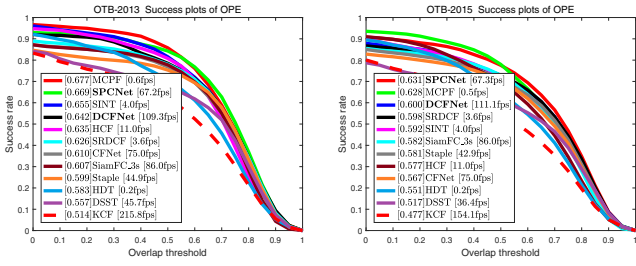 OTB-2013 Success plots of OPE
Success rate
1
0.9
0.8
0.7
0.6
0.5
0.4
0.3
0.2
0.1
0
0.677 MCPF [0.6fps]
0.669 SPCNet [67.2fps]
0.655 SINT [4.0fps]
0.642 DCFNet [109.3fps]
0.635 HCF [11.0fps]
0.626 SRDCF [3.6fps]
0.610 CFNet [75.0fps]
0.607 SiamFC_3s [86.0fps]
0.599 Staple [44.9fps]
0.583 HDT [0.2fps]
0.557 DSST [45.7fps]
[0.514 KCF [215.8fps]
0 0.1 0.2 0.3 0.4 0.5 0.6 0.7 0.8 0.9 1
Overlap threshold
OTB-2015 Success plots of OPE
Success rate
1
0.9
0.8
0.7
0.6
0.5
0.4
0.3
0.2
0.1
0
0.631 SPCNet [67.3fps]
0.628 MCPF [0.5fps]
0.600 DCFNet [111.1fps]
0.598 SRDCF [3.6fps]
0.592 SINT [4.0fps]
0.582 SiamFC_3s [86.0fps]
0.581 Staple [42.9fps]
0.577 HCF [11.0fps]
0.567 CFNet [75.0fps]
0.551 HDT [0.2fps]
0.517 DSST [36.4fps]
0.477 KCF [154.1fps]
0 0.1 0.2 0.3 0.4 0.5 0.6 0.7 0.8 0.9 1
Overlap threshold